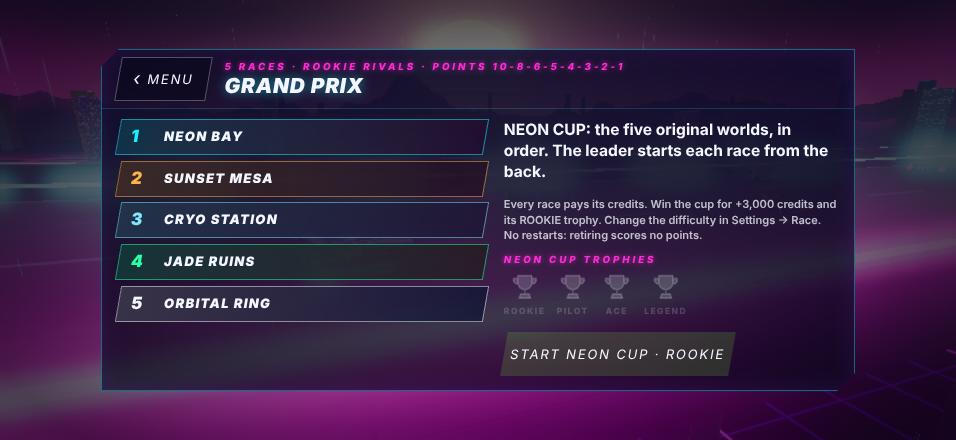 ‹ MENU
5 RACES · ROOKIE RIVALS · POINTS 10-8-6-5-4-3-2-1
GRAND PRIX
1 NEON BAY
2 SUNSET MESA
3 CRYO STATION
4 JADE RUINS
5 ORBITAL RING
NEON CUP: the five original worlds, in
order. The leader starts each race from the
back.
Every race pays its credits. Win the cup for +3,000 credits and
its ROOKIE trophy. Change the difficulty in Settings → Race.
No restarts: retiring scores no points.
NEON CUP TROPHIES
ROOKIE PILOT ACE LEGEND
START NEON CUP · ROOKIE